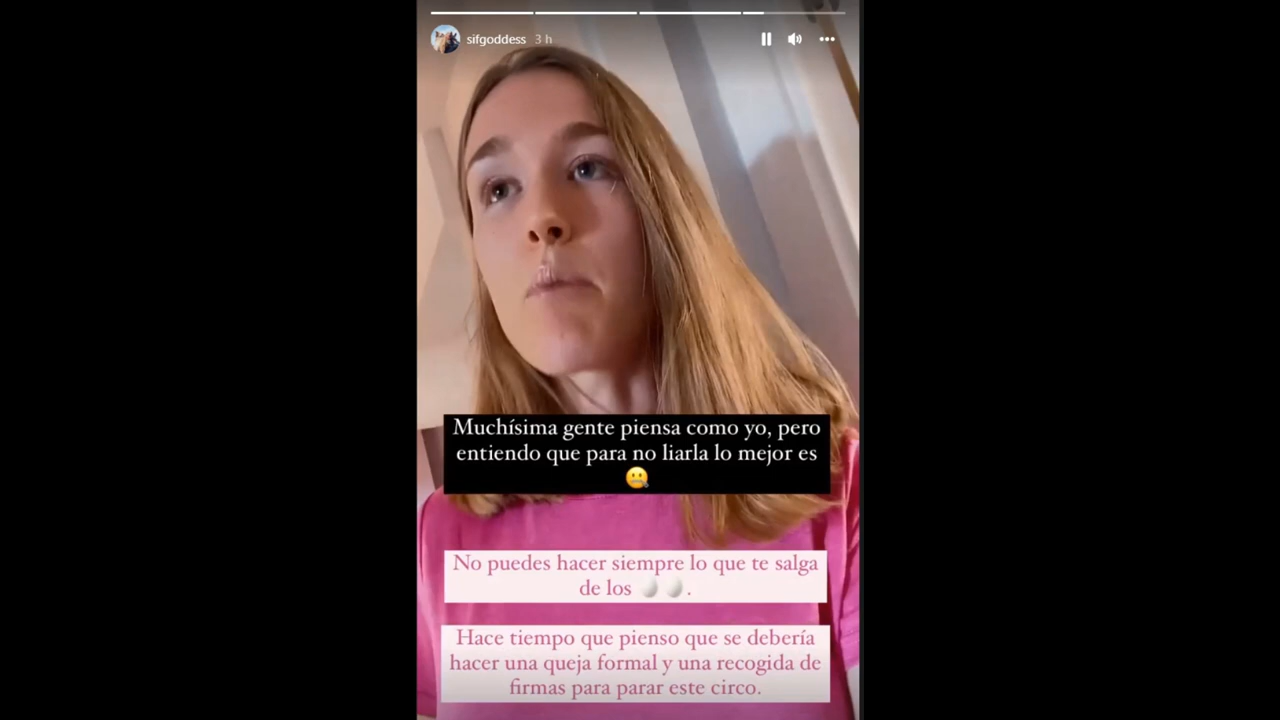 sifgoddess 3 h
Muchísima gente piensa como yo, pero
entiendo que para no liarla lo mejor es
🤐
No puedes hacer siempre lo que te salga
de los 🥚🥚.
Hace tiempo que pienso que se debería
hacer una queja formal y una recogida de
firmas para parar este circo.